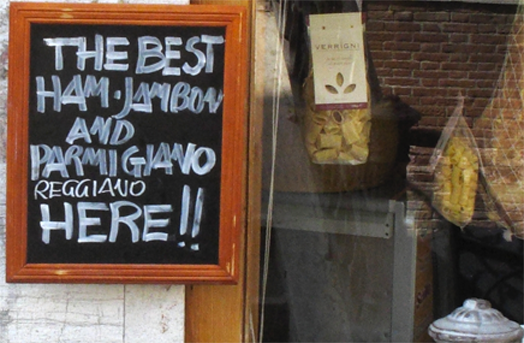 THE BEST
HAM·JAMBON
AND
PARMIGIANO
REGGIANO
HERE!!
VERRIGNI